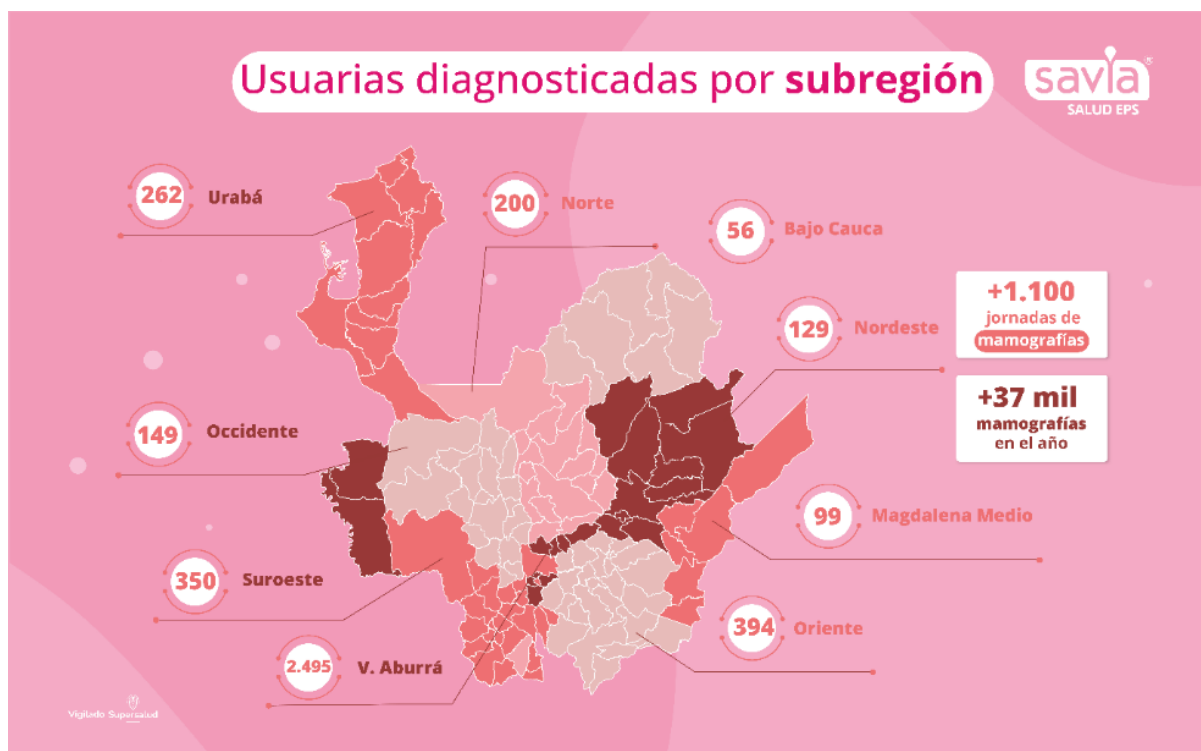 Usuarias diagnosticadas por subregión
savia
SALUD EPS
262 Urabá
200 Norte
56 Bajo Cauca
129 Nordeste
+1.100
jornadas de
mamografías
+37 mil
mamografías
en el año
149 Occidente
99 Magdalena Medio
350 Suroeste
394 Oriente
2.495 V. Aburrá
Vigilado Supersalud